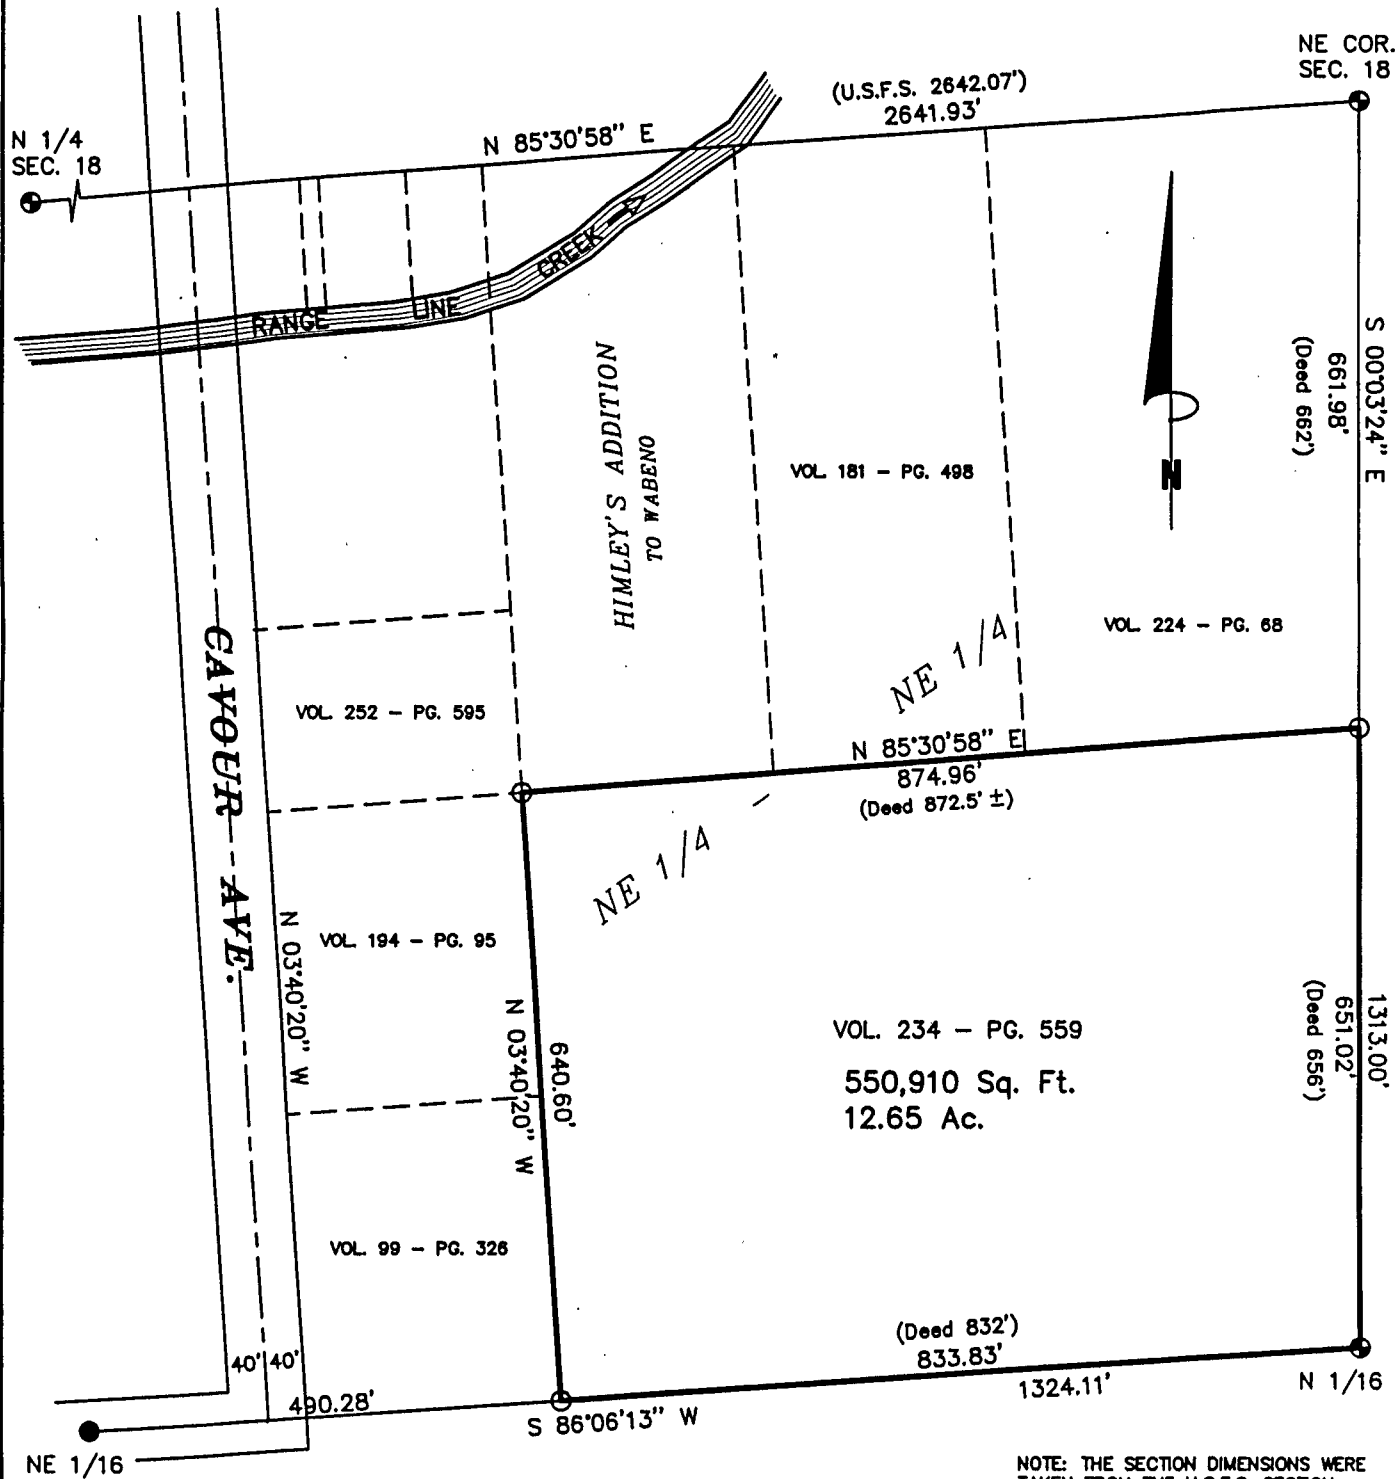 NE COR.
SEC. 18
(U.S.F.S. 2642.07')
2641.93'
N 85°30'58" E
N 1/4
SEC. 18
RANGE LINE CREEK
S 00°03'24" E
661.98'
(Deed 662')
HIMLEY'S ADDITION
TO WABENO
VOL. 181 - PG. 498
N
VOL. 224 - PG. 68
NE 1/4
CAVOUR AVE.
VOL. 252 - PG. 595
N 85°30'58" E
874.96'
(Deed 872.5' ±)
NE 1/4
N 03°40'20" W
VOL. 194 - PG. 95
N 03°40'20" W
640.60'
VOL. 234 - PG. 559
550,910 Sq. Ft.
12.65 Ac.
1313.00'
651.02'
(Deed 656')
VOL. 99 - PG. 326
(Deed 832')
833.83'
1324.11'
40' 40'
490.28'
S 86°06'13" W
N 1/16
NE 1/16
NOTE: THE SECTION DIMENSIONS WERE